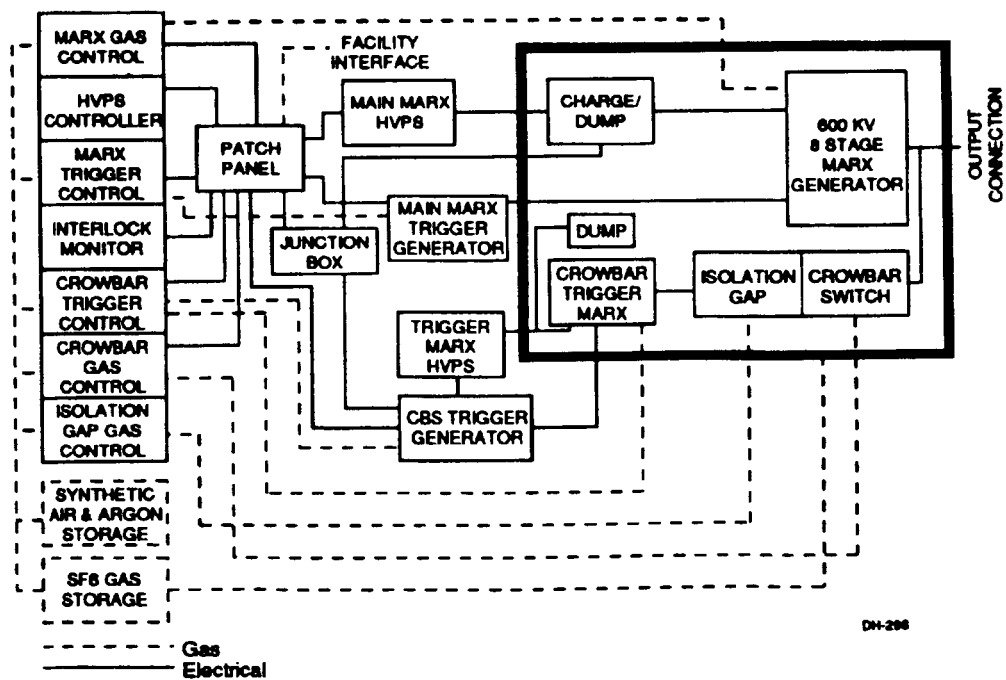 MARX GAS
CONTROL
HVPS
CONTROLLER
MARX
TRIGGER
CONTROL
INTERLOCK
MONITOR
CROWBAR
TRIGGER
CONTROL
CROWBAR
GAS
CONTROL
ISOLATION
GAP GAS
CONTROL
SYNTHETIC
AIR & ARGON
STORAGE
SF6 GAS
STORAGE
FACILITY
INTERFACE
PATCH
PANEL
JUNCTION
BOX
MAIN MARX
HVPS
MAIN MARX
TRIGGER
GENERATOR
TRIGGER
MARX
HVPS
CBS TRIGGER
GENERATOR
CHARGE/
DUMP
DUMP
CROWBAR
TRIGGER
MARX
ISOLATION
GAP
CROWBAR
SWITCH
600 KV
8 STAGE
MARX
GENERATOR
OUTPUT
CONNECTION
DH-296
Gas
Electrical